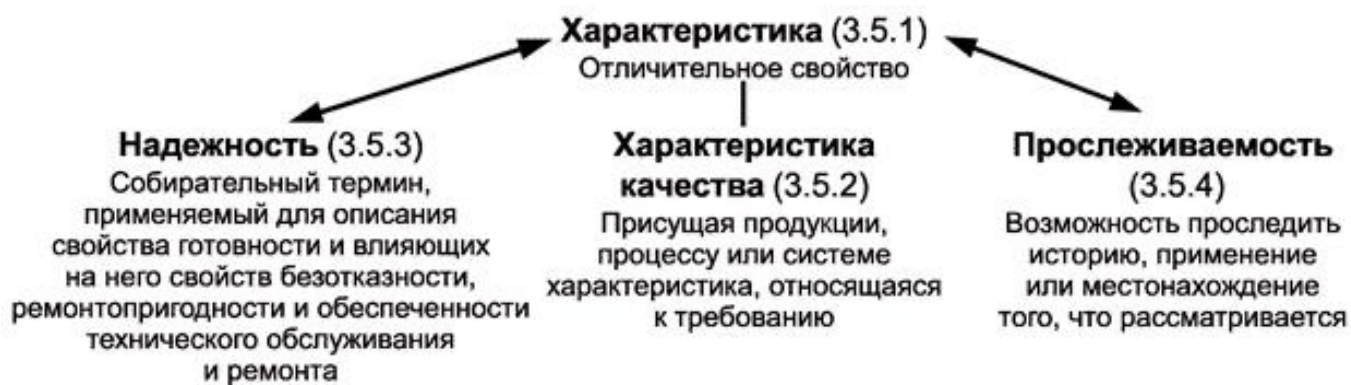 Характеристика (3.5.1)
Отличительное свойство
Надежность (3.5.3)
Собирательный термин,
применяемый для описания
свойства готовности и влияющих
на него свойств безотказности,
ремонтопригодности и обеспеченности
технического обслуживания
и ремонта
Характеристика
качества (3.5.2)
Присущая продукции,
процессу или системе
характеристика, относящаяся
к требованию
Прослеживаемость
(3.5.4)
Возможность проследить
историю, применение
или местонахождение
того, что рассматривается